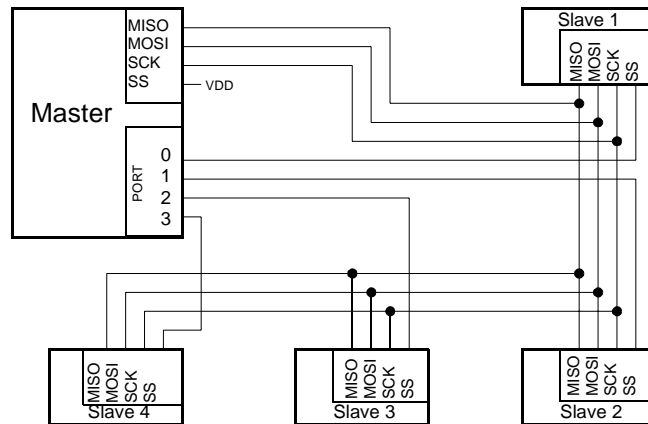 MISO
MOSI
SCK
SS
VDD
Master
PORT
0
1
2
3
Slave 1
MISO
MOSI
SCK
SS
MISO
MOSI
SCK
SS
Slave 4
MISO
MOSI
SCK
SS
Slave 3
MISO
MOSI
SCK
SS
Slave 2